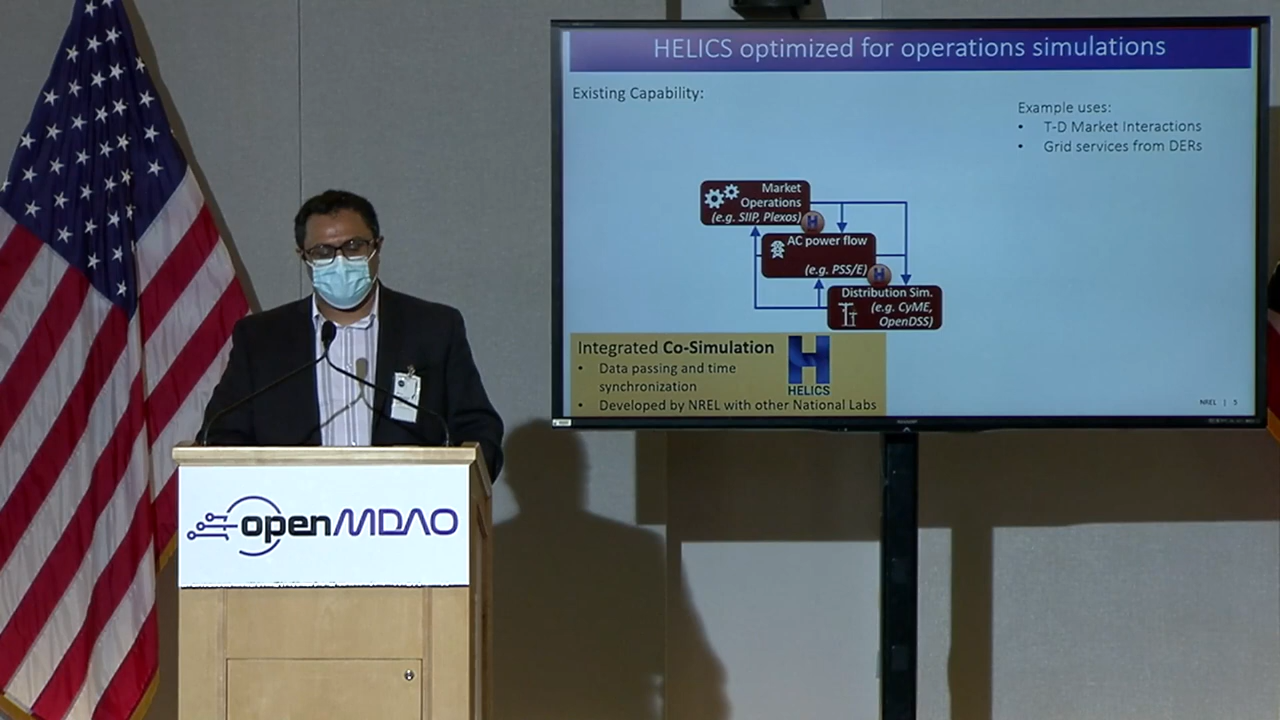 HELICS optimized for operations simulations
Existing Capability:
Example uses:
• T-D Market Interactions
• Grid services from DERs
Market
Operations
(e.g. SIIP, Plexos)
H
AC power flow
(e.g. PSS/E)
H
Distribution Sim.
(e.g. CyME,
OpenDSS)
Integrated Co-Simulation
• Data passing and time
synchronization
• Developed by NREL with other National Labs
H
HELICS
NREL | 5
openMDAO